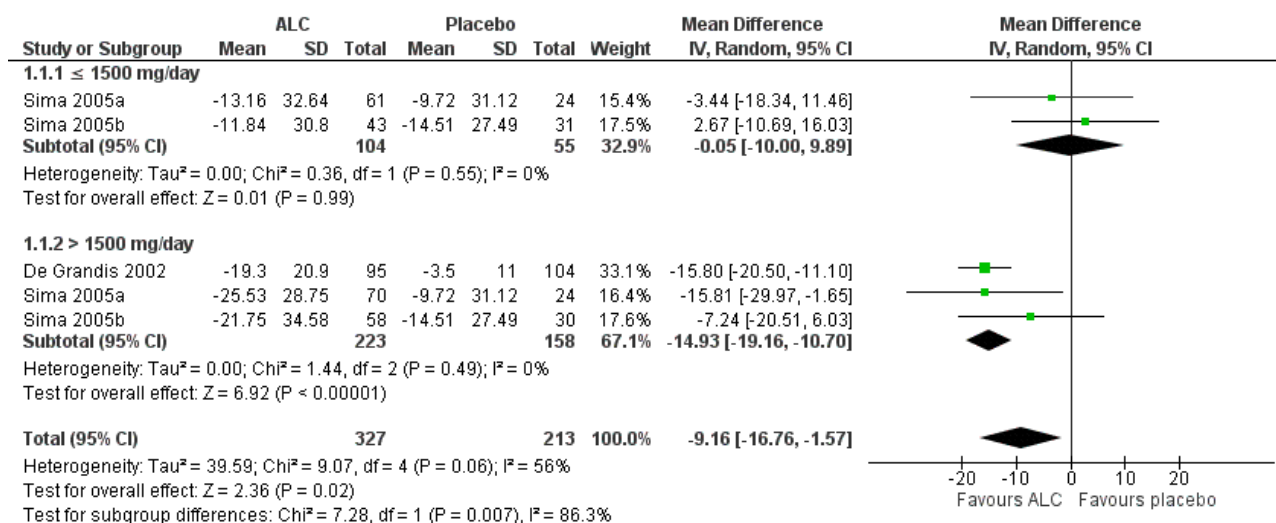 ALC Placebo Mean Difference Mean Difference
Study or Subgroup Mean SD Total Mean SD Total Weight IV, Random, 95% CI IV, Random, 95% CI
1.1.1 ≤ 1500 mg/day
Sima 2005a -13.16 32.64 61 -9.72 31.12 24 15.4% -3.44 [-18.34, 11.46]
Sima 2005b -11.84 30.8 43 -14.51 27.49 31 17.5% 2.67 [-10.69, 16.03]
Subtotal (95% CI) 104 55 32.9% -0.05 [-10.00, 9.89]
Heterogeneity: Tau² = 0.00; Chi² = 0.36, df = 1 (P = 0.55); I² = 0%
Test for overall effect: Z = 0.01 (P = 0.99)
1.1.2 > 1500 mg/day
De Grandis 2002 -19.3 20.9 95 -3.5 11 104 33.1% -15.80 [-20.50, -11.10]
Sima 2005a -25.53 28.75 70 -9.72 31.12 24 16.4% -15.81 [-29.97, -1.65]
Sima 2005b -21.75 34.58 58 -14.51 27.49 30 17.6% -7.24 [-20.51, 6.03]
Subtotal (95% CI) 223 158 67.1% -14.93 [-19.16, -10.70]
Heterogeneity: Tau² = 0.00; Chi² = 1.44, df = 2 (P = 0.49); I² = 0%
Test for overall effect: Z = 6.92 (P < 0.00001)
Total (95% CI) 327 213 100.0% -9.16 [-16.76, -1.57]
Heterogeneity: Tau² = 39.59; Chi² = 9.07, df = 4 (P = 0.06); I² = 56%
Test for overall effect: Z = 2.36 (P = 0.02)
Test for subgroup differences: Chi² = 7.28, df = 1 (P = 0.007), I² = 86.3%
-20 -10 0 10 20
Favours ALC Favours placebo